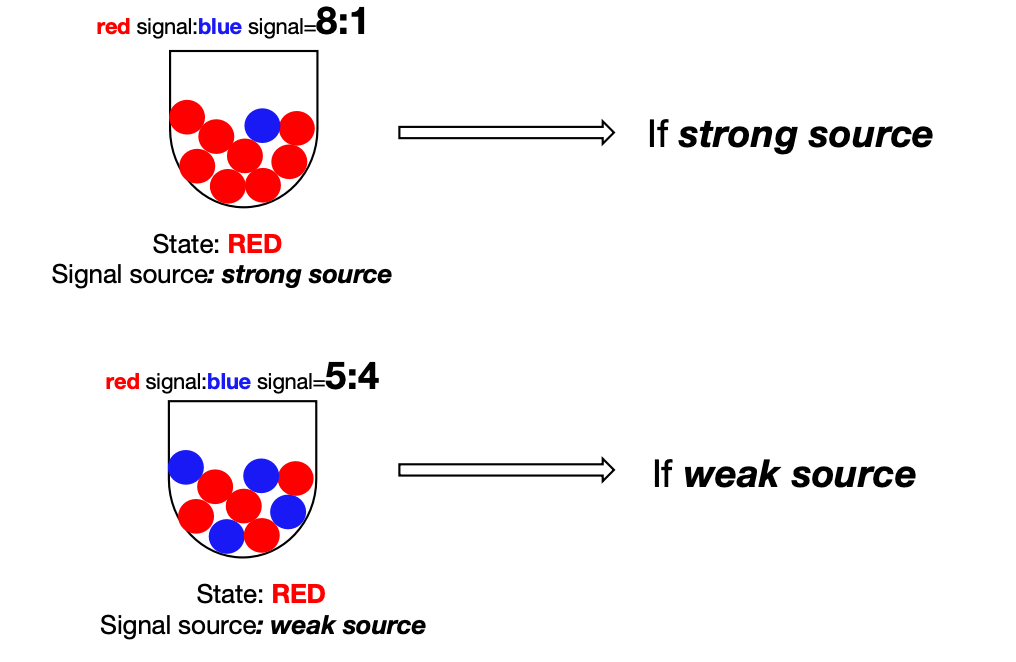 red signal:blue signal=8:1
If strong source
State: RED
Signal source: strong source
red signal:blue signal=5:4
If weak source
State: RED
Signal source: weak source